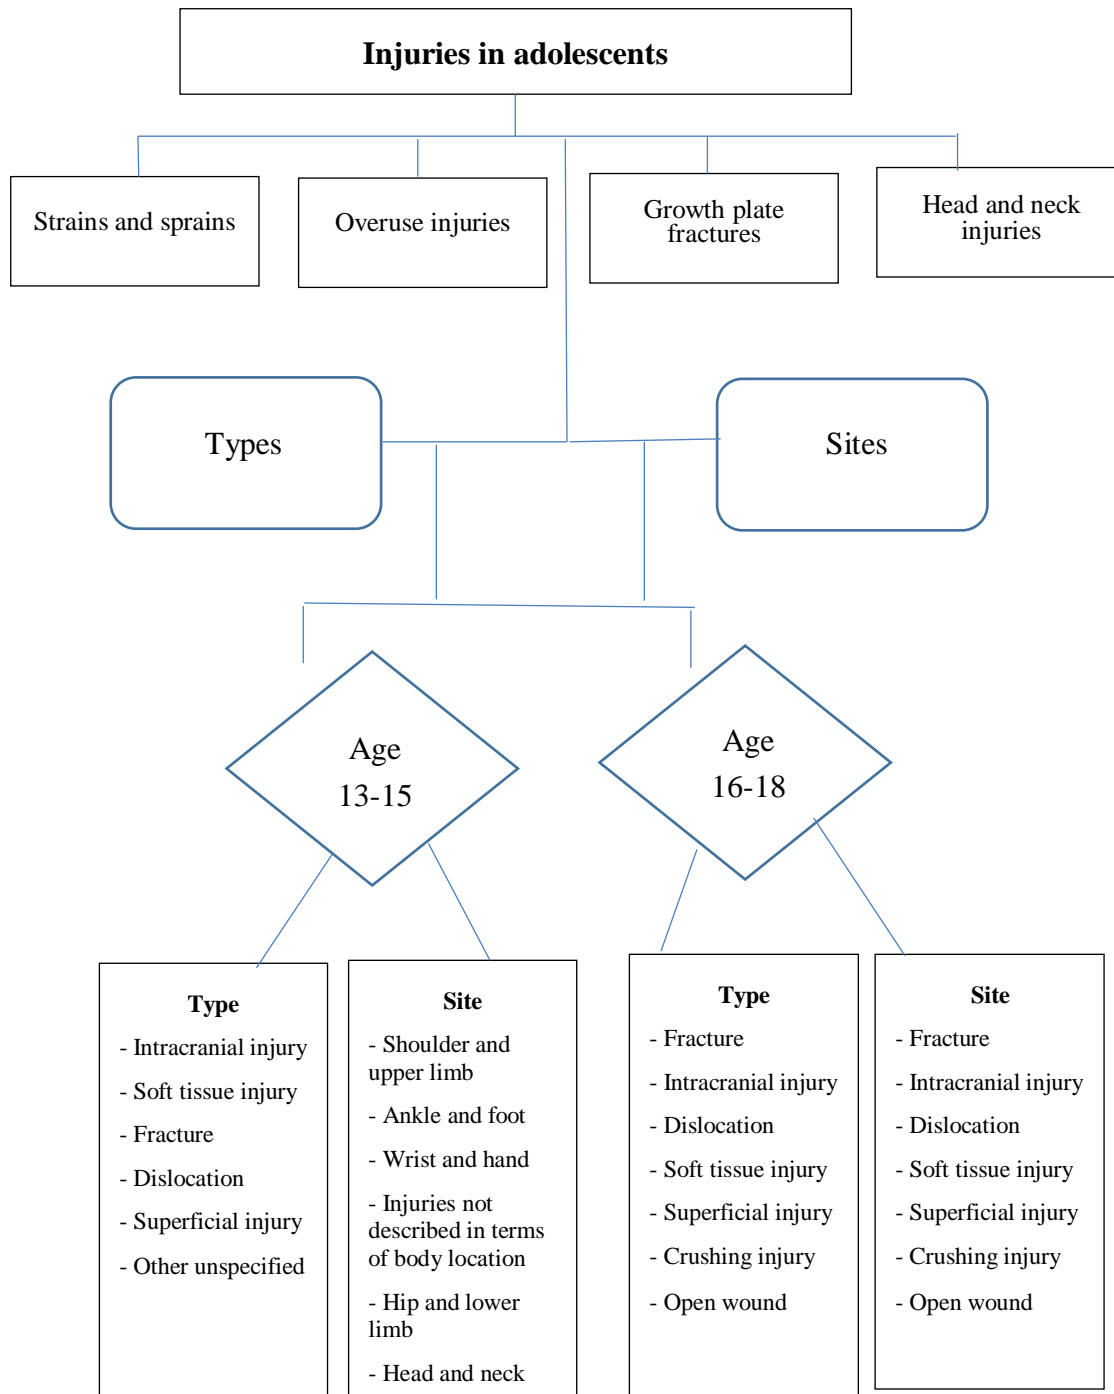 Injuries in adolescents
Strains and sprains
Overuse injuries
Growth plate
fractures
Head and neck
injuries
Types
Sites
Age
13-15
Age
16-18
Type
- Intracranial injury
- Soft tissue injury
- Fracture
- Dislocation
- Superficial injury
- Other unspecified
Site
- Shoulder and
upper limb
- Ankle and foot
- Wrist and hand
- Injuries not
described in terms
of body location
- Hip and lower
limb
- Head and neck
Type
- Fracture
- Intracranial injury
- Dislocation
- Soft tissue injury
- Superficial injury
- Crushing injury
- Open wound
Site
- Fracture
- Intracranial injury
- Dislocation
- Soft tissue injury
- Superficial injury
- Crushing injury
- Open wound